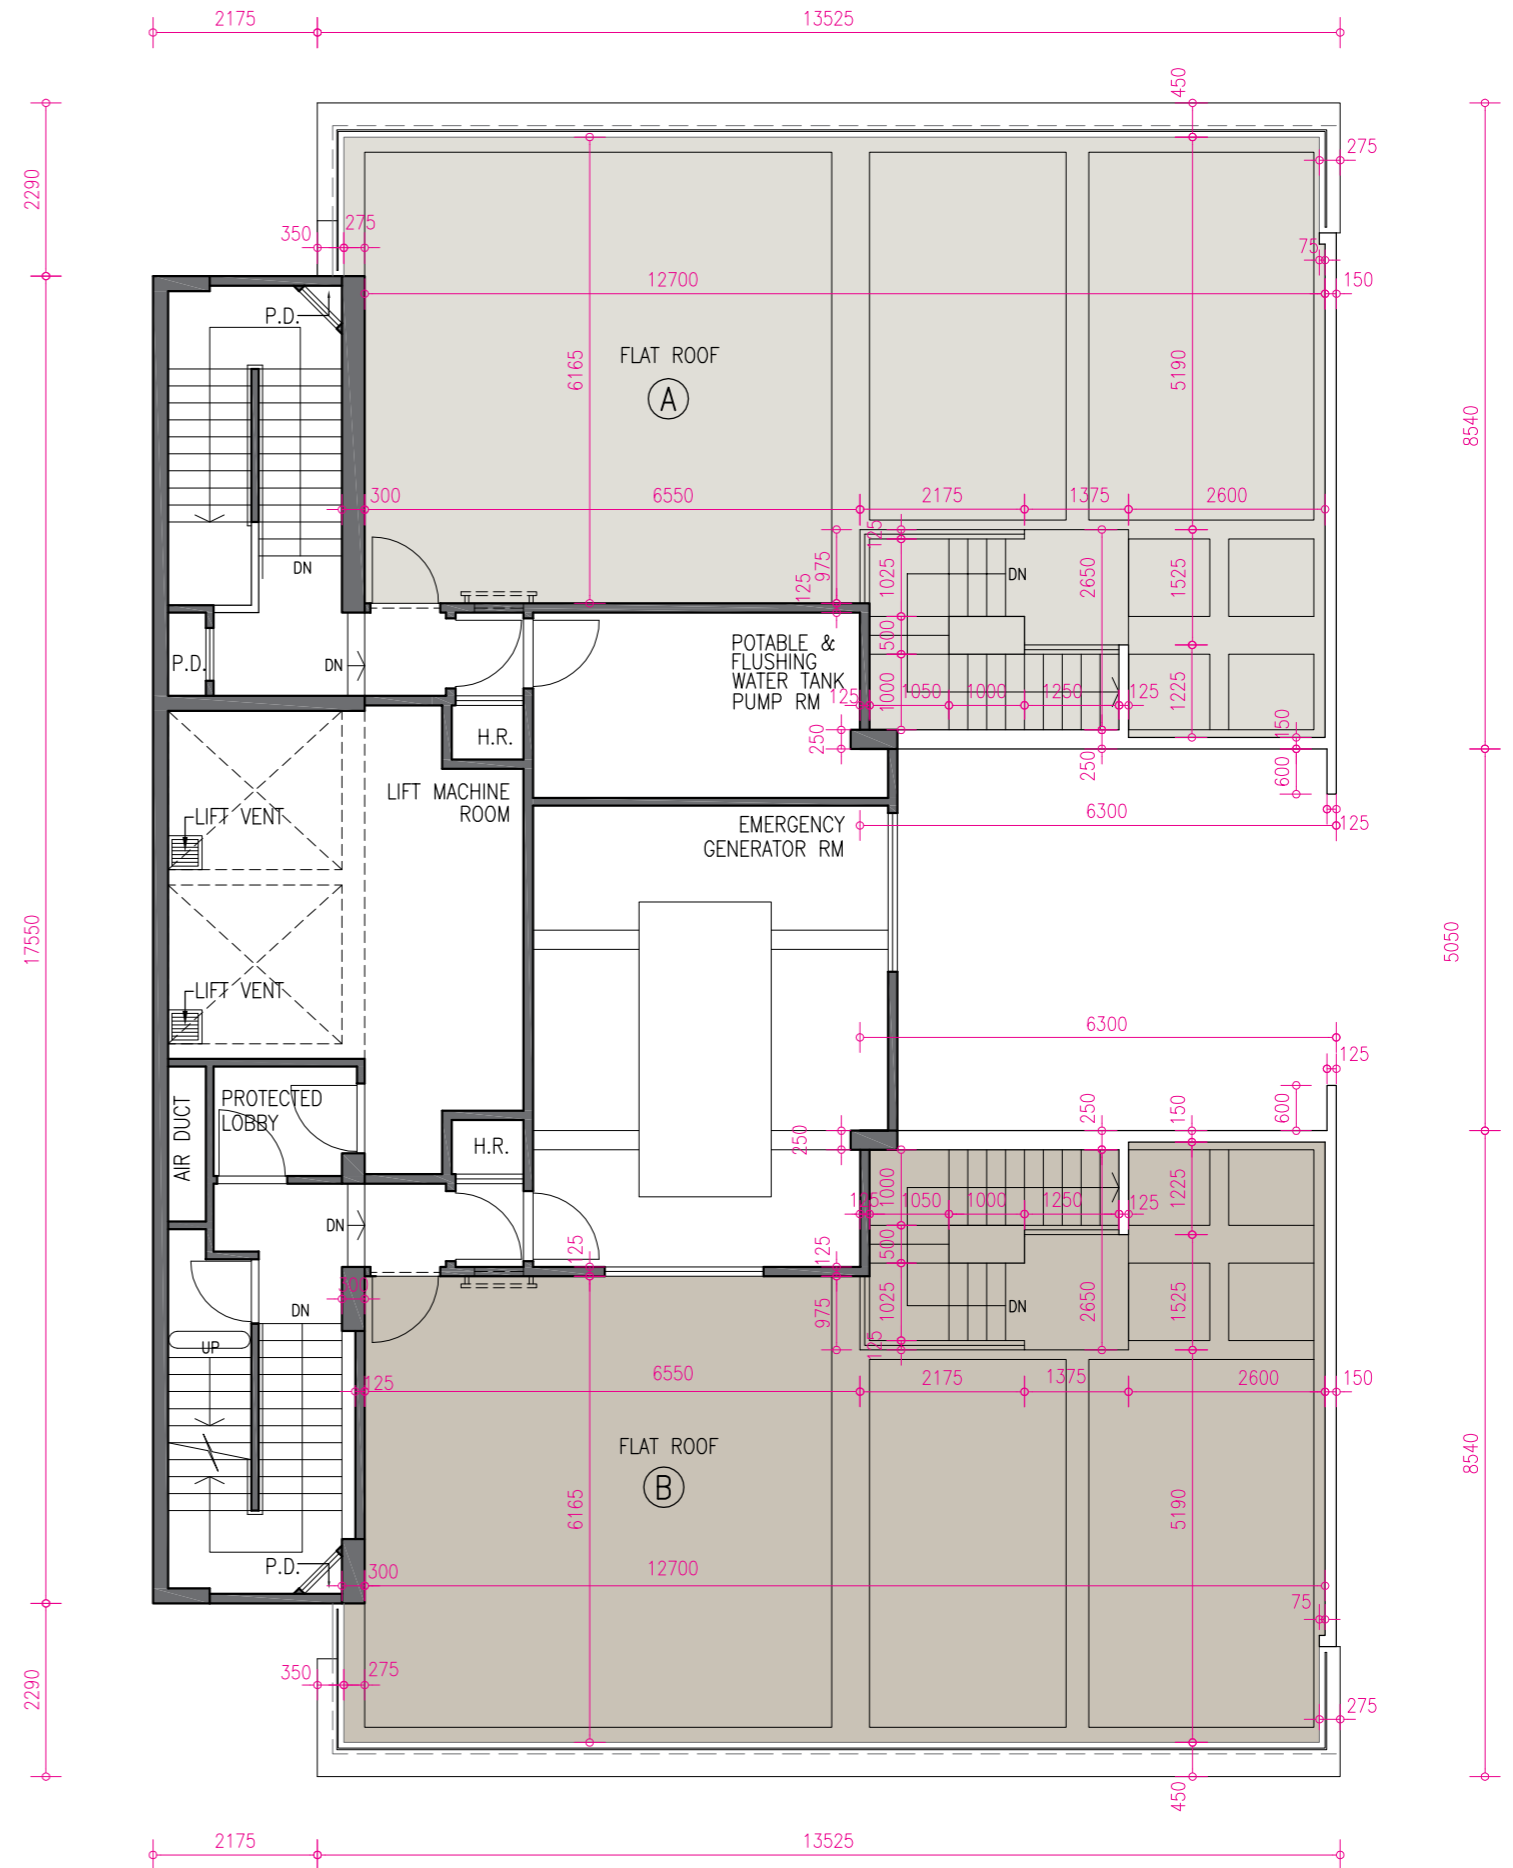 2175
13525
450
2290
275
350
275
75
12700
150
FLAT ROOF
A
6165
5190
8540
P.D.
300
6550
2175
1375
2600
125
975
1025
DN
2650
1525
DN
125
500
P.D.
DN
POTABLE &
FLUSHING
WATER TANK
PUMP RM
125
1050
1000
1250
125
1000
1225
150
H.R.
250
250
600
LIFT MACHINE
ROOM
LIFT VENT
EMERGENCY
GENERATOR RM
6300
125
17550
5050
LIFT VENT
6300
125
PROTECTED
LOBBY
AIR DUCT
H.R.
250
250
150
600
1000
1225
125
1050
1000
1250
125
DN
500
125
125
300
DN
975
1025
DN
2650
1525
UP
125
125
6550
2175
1375
2600
150
FLAT ROOF
B
6165
5190
8540
P.D.
300
12700
75
350
275
2290
275
450
2175
13525